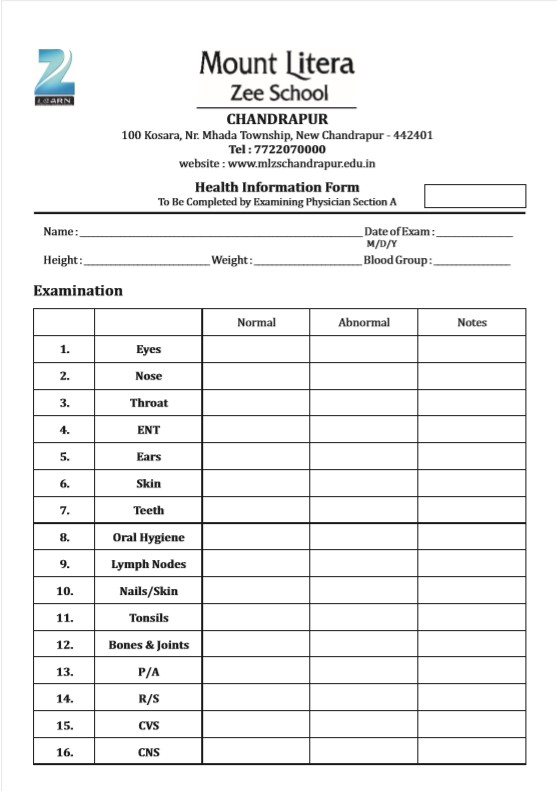 LEARN
Mount Litera
Zee School
CHANDRAPUR
100 Kosara, Nr. Mhada Township, New Chandrapur - 442401
Tel : 7722070000
website : www.mlzschandrapur.edu.in
Health Information Form
To Be Completed by Examining Physician Section A
Name : Date of Exam :
M/D/Y
Height : Weight : Blood Group :
Examination
Normal Abnormal Notes
1. Eyes
2. Nose
3. Throat
4. ENT
5. Ears
6. Skin
7. Teeth
8. Oral Hygiene
9. Lymph Nodes
10. Nails/Skin
11. Tonsils
12. Bones & Joints
13. P/A
14. R/S
15. CVS
16. CNS